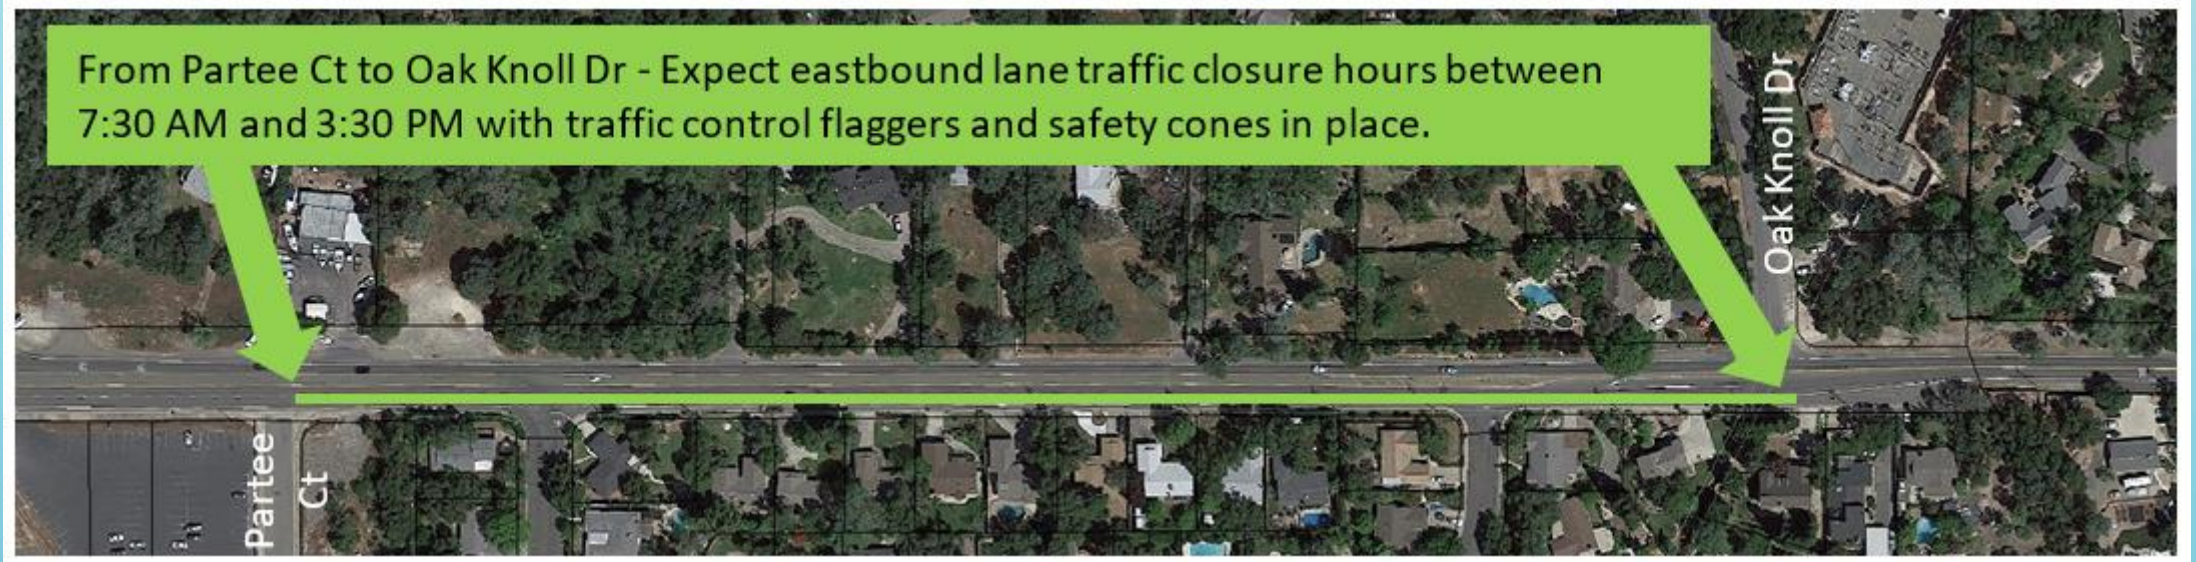 From Partee Ct to Oak Knoll Dr - Expect eastbound lane traffic closure hours between
7:30 AM and 3:30 PM with traffic control flaggers and safety cones in place.
Oak Knoll Dr
Partee
Ct